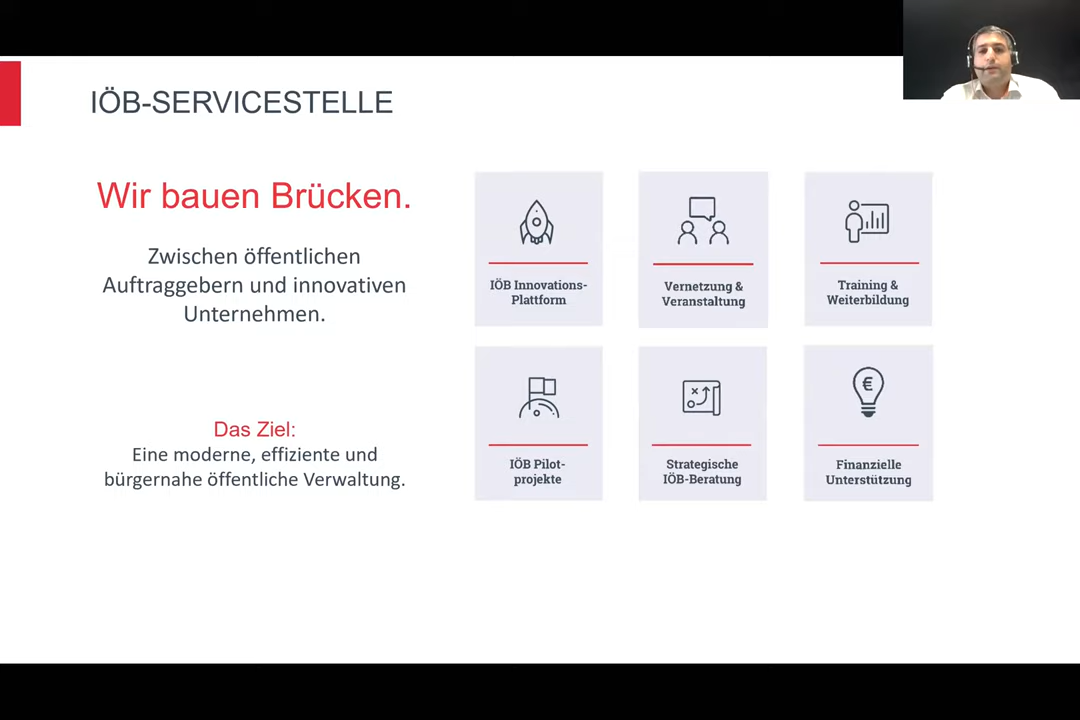 IÖB-SERVICESTELLE
Wir bauen Brücken.
Zwischen öffentlichen
Auftraggebern und innovativen
Unternehmen.
Das Ziel:
Eine moderne, effiziente und
bürgernahe öffentliche Verwaltung.
IÖB Innovations-
Plattform
Vernetzung &
Veranstaltung
Training &
Weiterbildung
IÖB Pilot-
projekte
Strategische
IÖB-Beratung
€
Finanzielle
Unterstützung